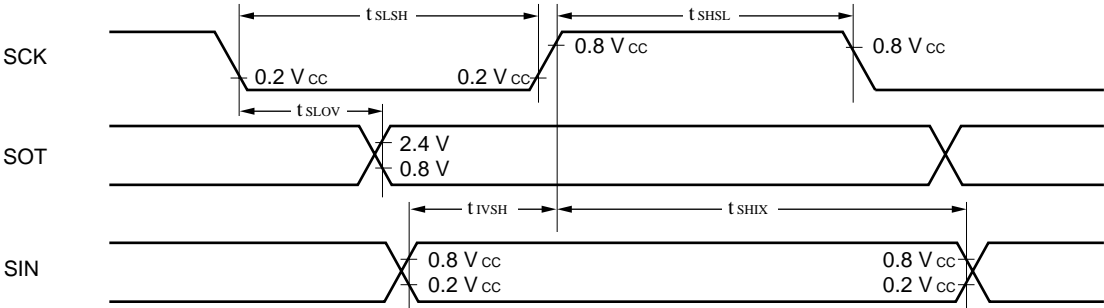 t SLSH
t SHSL
SCK
0.8 V CC
0.8 V CC
0.2 V CC
0.2 V CC
t SLOV
SOT
2.4 V
0.8 V
t IVSH
t SHIX
SIN
0.8 V CC
0.8 V CC
0.2 V CC
0.2 V CC